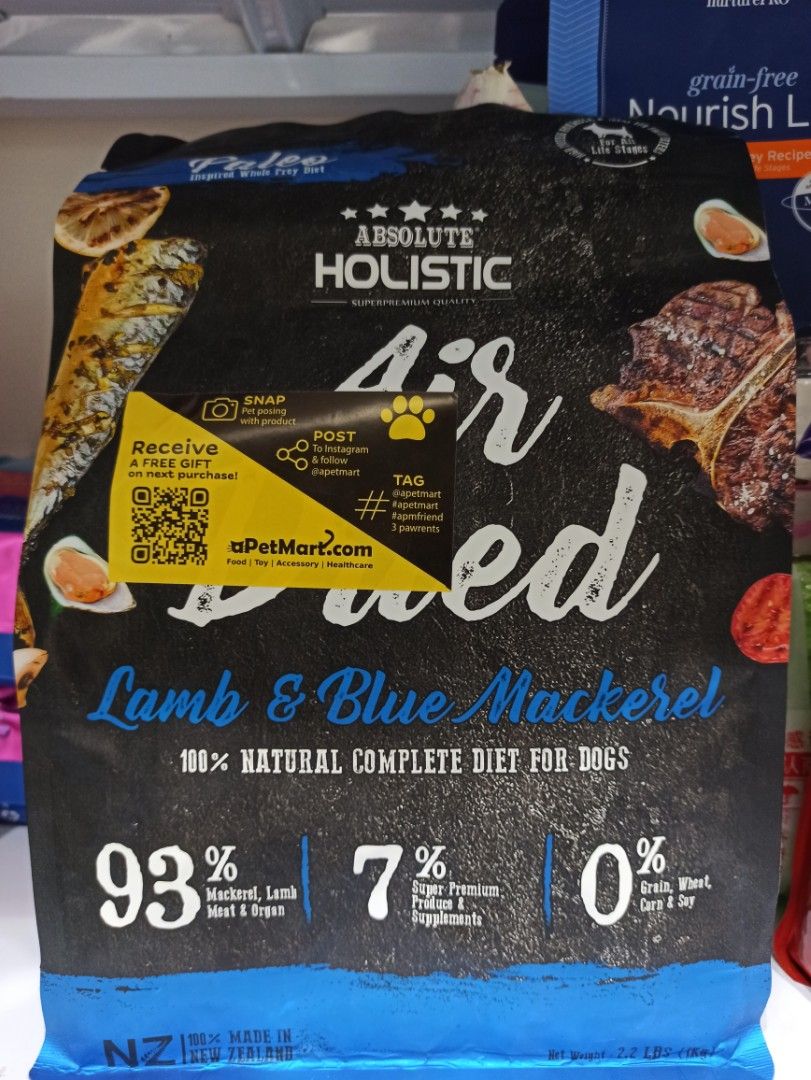 nurturePRO
grain-free
Nourish L
ey Recipe
e Stages
Paleo
Inspired Whole Prey Diet
For All
Life Stages
ABSOLUTE
HOLISTIC
SUPERPREMIUM QUALITY
Air
Dried
SNAP
Pet posing
with product
POST
To Instagram
& follow
@apetmart
TAG
@apetmart
#apetmart
#apmfriend
3 pawrents
Receive
A FREE GIFT
on next purchase!
aPetMart.com
Food | Toy | Accessory | Healthcare
Lamb & Blue Mackerel
100% NATURAL COMPLETE DIET FOR DOGS
93%
Mackerel, Lamb
Meat & Organ
7%
Super Premium
Produce &
Supplements
0%
Grain, Wheat,
Corn & Soy
NZ
100% MADE IN
NEW ZEALAND
Net Weight : 2.2 LBS (1Kg)